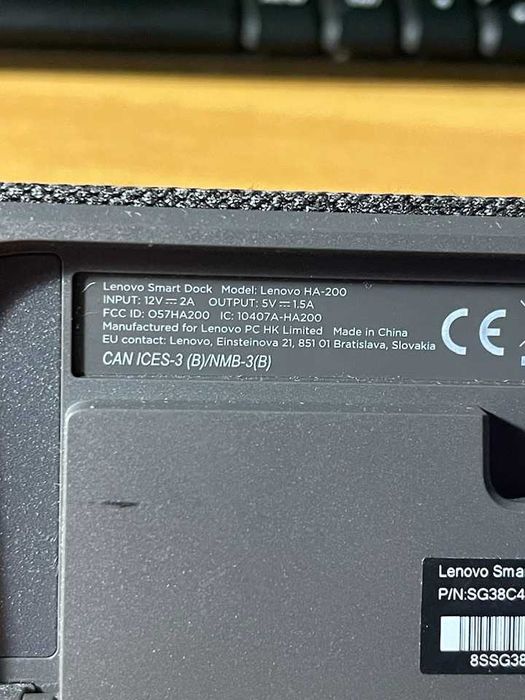 Lenovo Smart Dock Model: Lenovo HA-200
INPUT: 12V⎓2A OUTPUT: 5V⎓1.5A
FCC ID: O57HA200 IC: 10407A-HA200
Manufactured for Lenovo PC HK Limited Made in China
EU contact: Lenovo, Einsteinova 21, 851 01 Bratislava, Slovakia
CAN ICES-3 (B)/NMB-3(B)
CE
Lenovo Sma
P/N:SG38C4
8SSG38